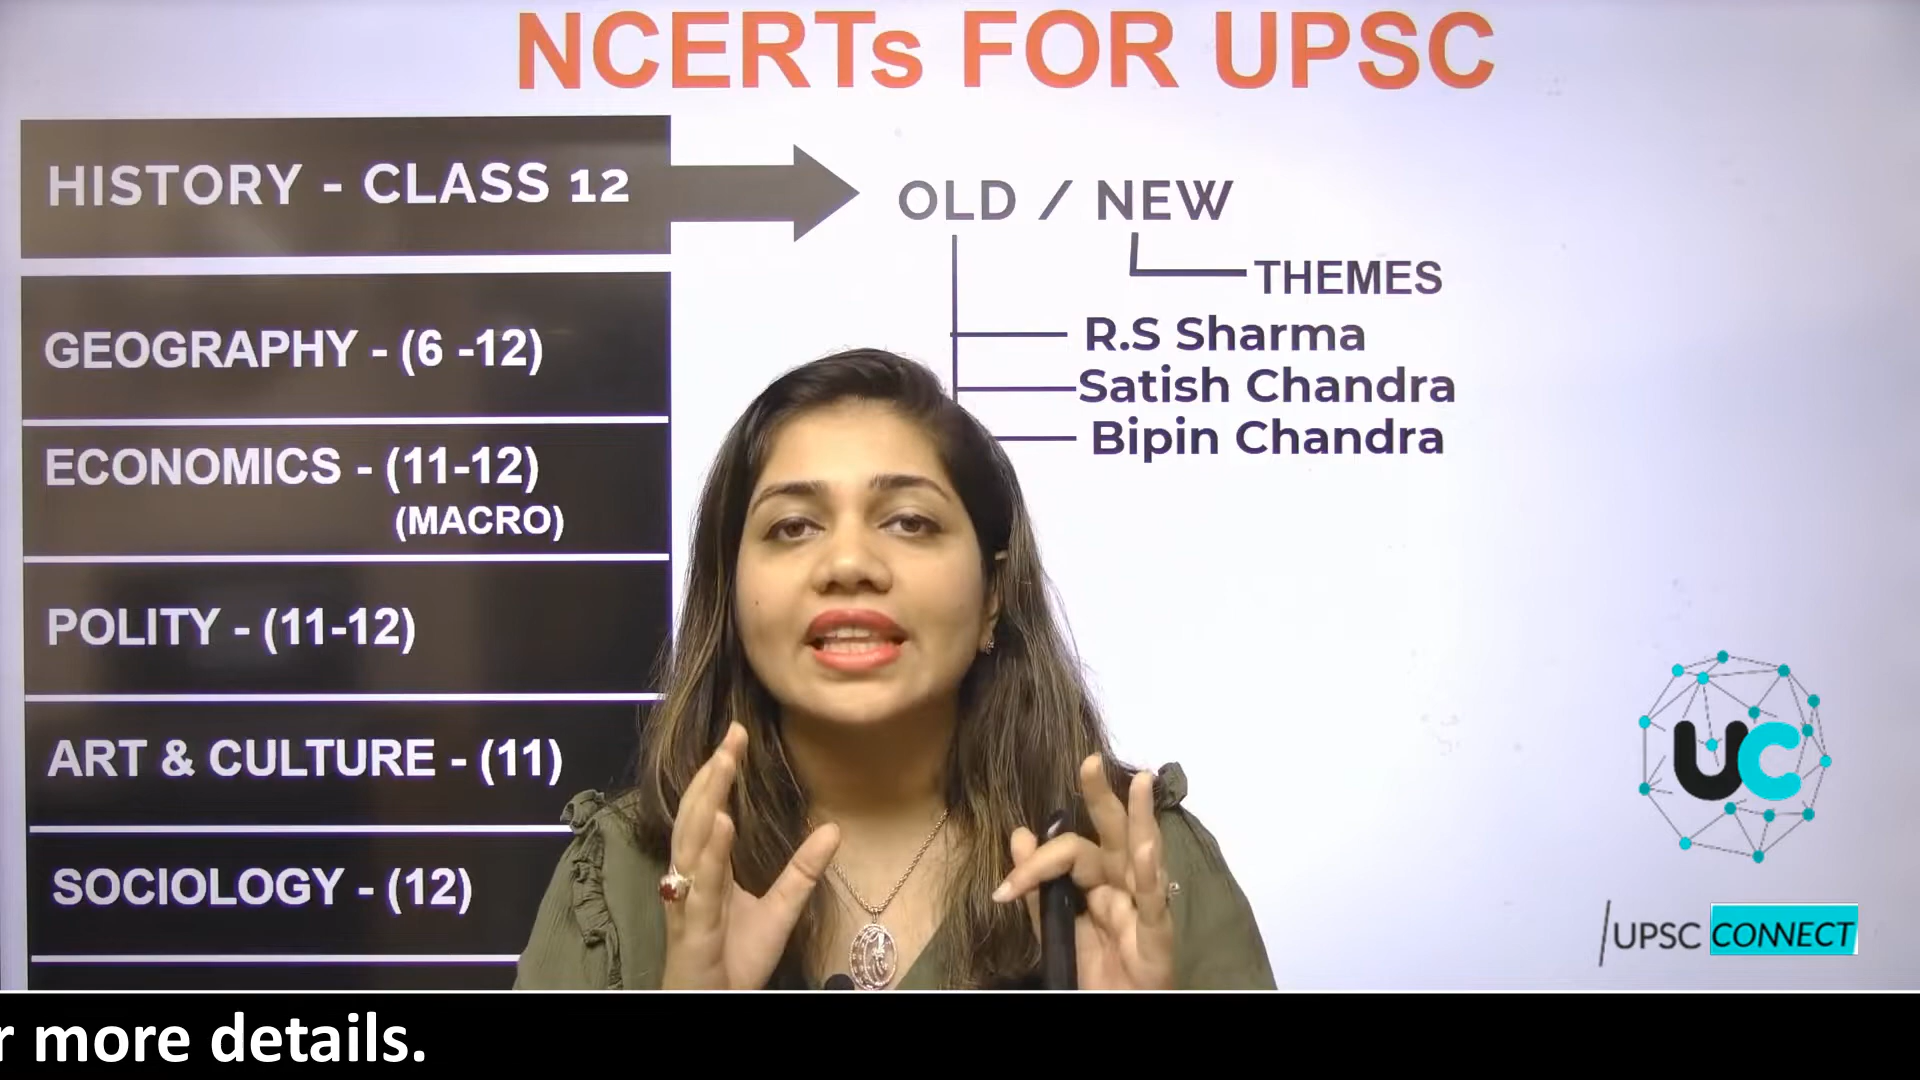 NCERTs FOR UPSC
HISTORY - CLASS 12
OLD / NEW
THEMES
R.S Sharma
Satish Chandra
Bipin Chandra
GEOGRAPHY - (6 -12)
ECONOMICS - (11-12)
(MACRO)
POLITY - (11-12)
ART & CULTURE - (11)
SOCIOLOGY - (12)
UC
UPSC CONNECT
r more details.